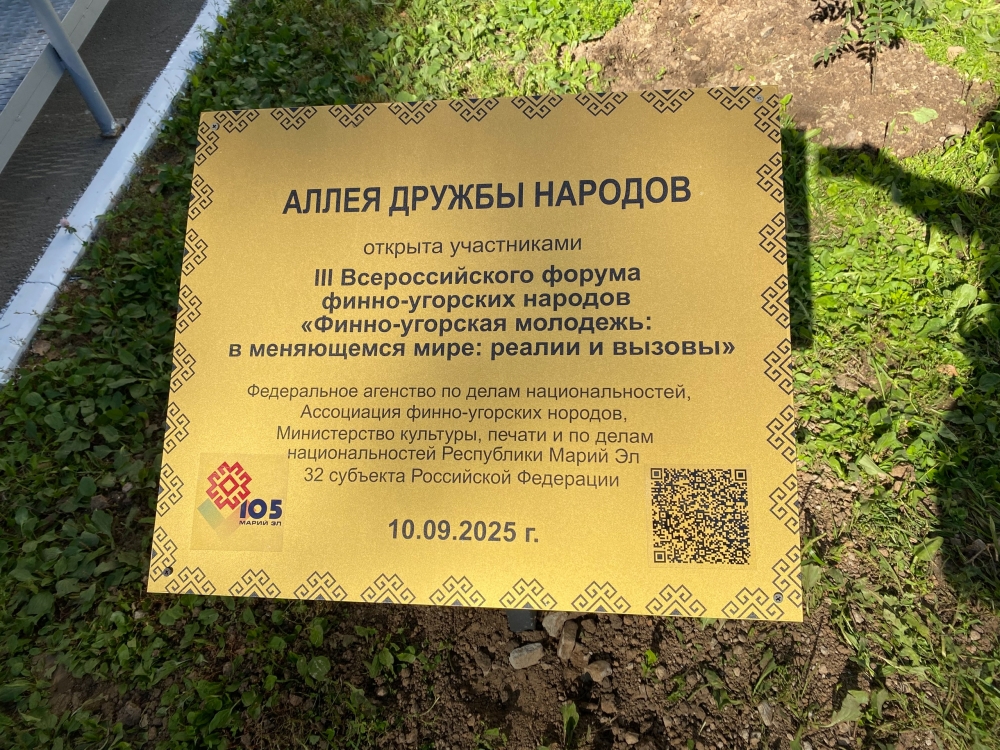 АЛЛЕЯ ДРУЖБЫ НАРОДОВ
открыта участниками
III Всероссийского форума
финно-угорских народов
«Финно-угорская молодежь:
в меняющемся мире: реалии и вызовы»
Федеральное агенство по делам национальностей,
Ассоциация финно-угорских нородов,
Министерство культуры, печати и по делам
национальностей Республики Марий Эл
32 субъекта Российской Федерации
105
МАРИЙ ЭЛ
10.09.2025 г.